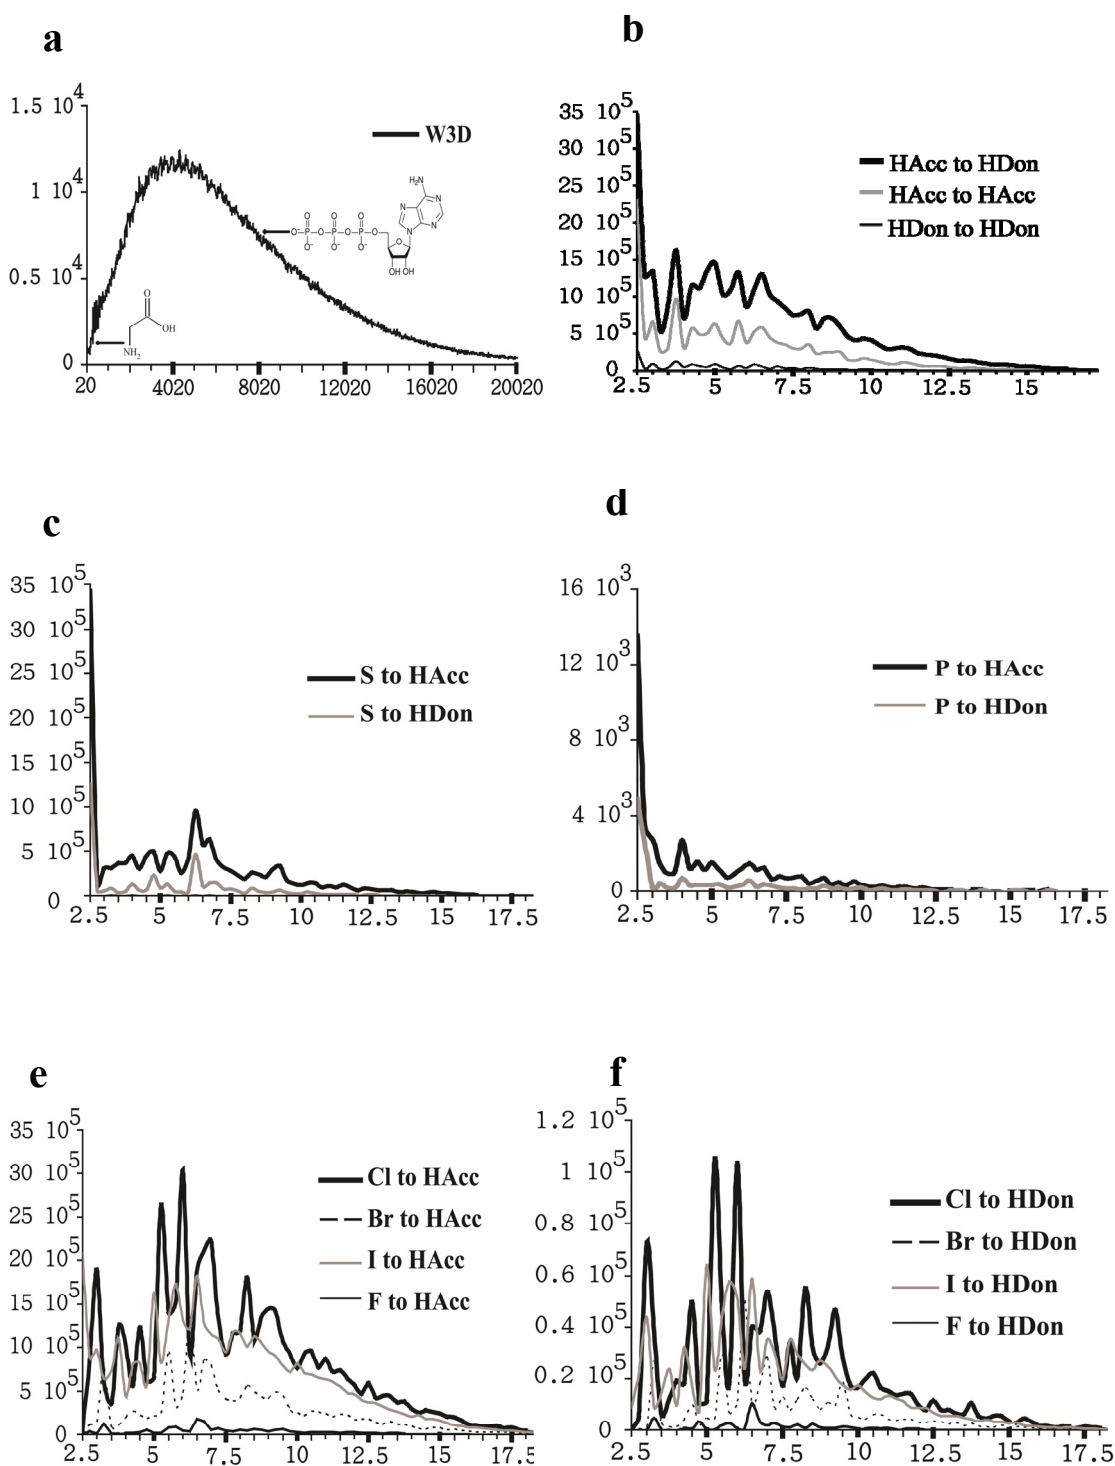 a
1.5 10^4
1 10^4
0.5 10^4
0
20 4020 8020 12020 16020 20020
W3D
NH2
O
OH
H2N
N N N N
O O O
O- P O P O P O
O- O- O-
O
OH OH
b
35 10^5
30 10^5
25 10^5
20 10^5
15 10^5
10 10^5
5 10^5
0
2.5 5 7.5 10 12.5 15
HAcc to HDon
HAcc to HAcc
HDon to HDon
c
35 10^5
30 10^5
25 10^5
20 10^5
15 10^5
10 10^5
5 10^5
0
2.5 5 7.5 10 12.5 15 17.5
S to HAcc
S to HDon
d
16 10^3
12 10^3
8 10^3
4 10^3
0
2.5 5 7.5 10 12.5 15 17.5
P to HAcc
P to HDon
e
35 10^5
30 10^5
25 10^5
20 10^5
15 10^5
10 10^5
5 10^5
0
2.5 5 7.5 10 12.5 15 17.5
Cl to HAcc
Br to HAcc
I to HAcc
F to HAcc
f
1.2 10^5
1 10^5
0.8 10^5
0.6 10^5
0.4 10^5
0.2 10^5
0
2.5 5 7.5 10 12.5 15 17.5
Cl to HDon
Br to HDon
I to HDon
F to HDon